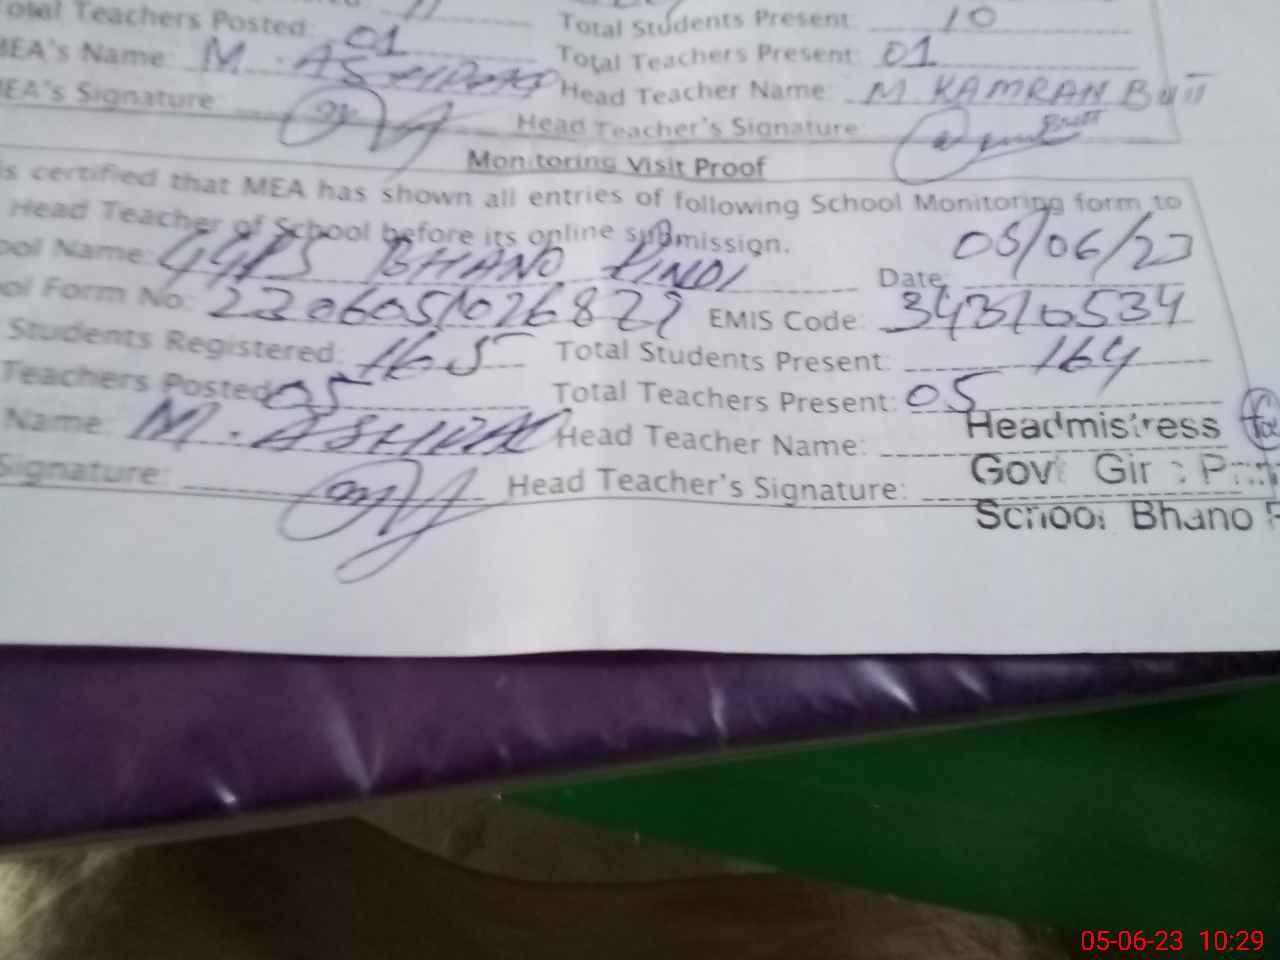 Total Teachers Posted: 01 Total Students Present: 10
MEA's Name: M. ASHRAF Total Teachers Present: 01
MEA's Signature: Head Teacher Name: M KAMRAN Butt
Head Teacher's Signature: Butt
Monitoring Visit Proof
is certified that MEA has shown all entries of following School Monitoring form to
Head Teacher of School before its online submission.
ool Name: GGPS BHANO PINDI Date: 05/06/23
ool Form No: EMIS Code: 34310534
Students Registered: 165 Total Students Present: 164
Teachers Posted 05 Total Teachers Present: 05
Name: M. ASHRAF Head Teacher Name: Headmistress
Signature: Head Teacher's Signature: Govt Girls
School Bhano
05-06-23 10:29